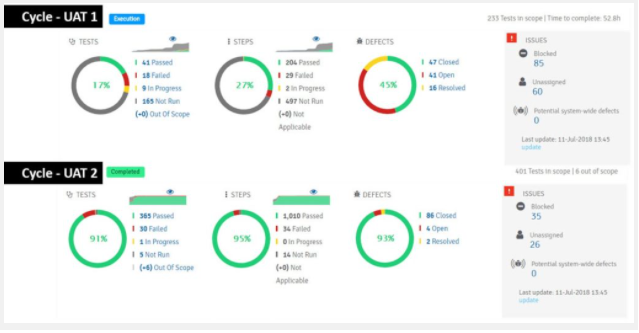 Cycle - UAT 1
Execution
233 Tests in scope | Time to complete: 52.8h
TESTS
17%
41 Passed
18 Failed
9 In Progress
165 Not Run
(+0) Out Of Scope
STEPS
27%
204 Passed
29 Failed
2 In Progress
497 Not Run
(+0) Not
Applicable
DEFECTS
45%
47 Closed
41 Open
16 Resolved
ISSUES
Blocked
85
Unassigned
60
Potential system-wide defects
0
Last update: 11-Jul-2018 13:45
update
Cycle - UAT 2
Completed
401 Tests in scope | 6 out of scope
TESTS
91%
365 Passed
30 Failed
1 In Progress
5 Not Run
(+6) Out Of Scope
STEPS
95%
1,010 Passed
34 Failed
0 In Progress
14 Not Run
(+0) Not
Applicable
DEFECTS
93%
86 Closed
4 Open
2 Resolved
ISSUES
Blocked
35
Unassigned
26
Potential system-wide defects
0
Last update: 11-Jul-2018 13:45
update